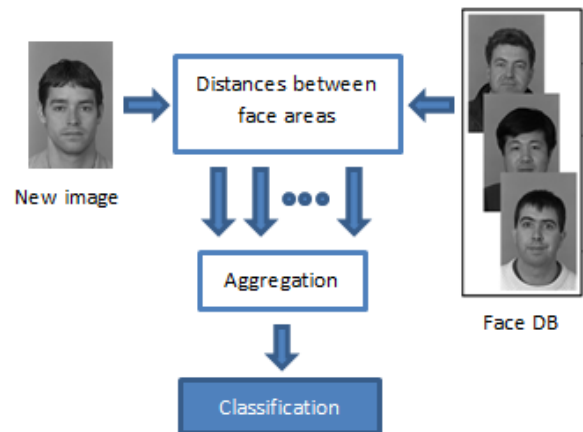 Distances between
face areas
New image
Aggregation
Face DB
Classification